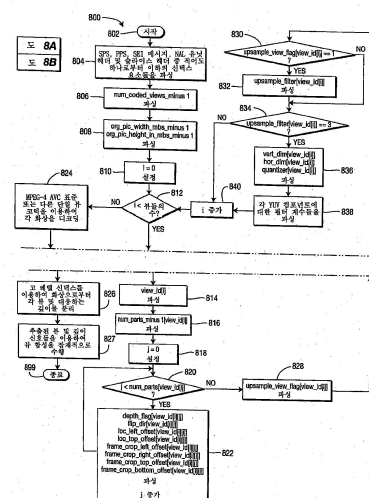 도 8A
도 8B
800
802
시작
804
SPS, PPS, SEI 메시지, NAL 유닛
헤더 및 슬라이스 헤더 중 적어도
하나로부터 이하의 신택스
요소들을 파싱
806
num_coded_views_minus 1
파싱
808
org_pic_width_mbs_minus 1
org_pic_height_in_mbs_minus 1
파싱
810
i = 0
설정
812
i < 뷰들의
수?
NO
YES
824
MPEG-4 AVC 표준
또는 다른 단일 뷰
코덱을 이용하여
각 화상을 디코딩
830
upsample_view_flag[view_id[i]] == 1
?
YES
NO
832
upsample_filter[view_id[i]]
파싱
834
upsample_filter[view_id[i]] == 3
?
NO
YES
vert_dim[view_id[i]]
hor_dim[view_id[i]]
quantizer[view_id[i]]
파싱
836
각 YUV 컴포넌트에
대한 필터 계수들을
파싱
838
840
i 증가
고 레벨 신택스를
이용하여 화상으로부터
각 뷰 및 대응하는
깊이를 분리
826
추출된 뷰 및 깊이
신호들을 이용하여
뷰 합성을 잠재적으로
수행
827
899
종료
view_id[i]
파싱
814
num_parts_minus 1[view_id[i]]
파싱
816
j = 0
설정
818
820
j < num_parts[view_id[i]]
?
NO
YES
828
upsample_view_flag[view_id[i]]
파싱
depth_flag[view_id[i]][j]
flip_dir[view_id[i]][j]
loc_left_offset[view_id[i]][j]
loc_top_offset[view_id[i]][j]
frame_crop_left_offset[view_id[i]][j]
frame_crop_right_offset[view_id[i]][j]
frame_crop_top_offset[view_id[i]][j]
frame_crop_bottom_offset[view_id[i]][j]
파싱
j 증가
822